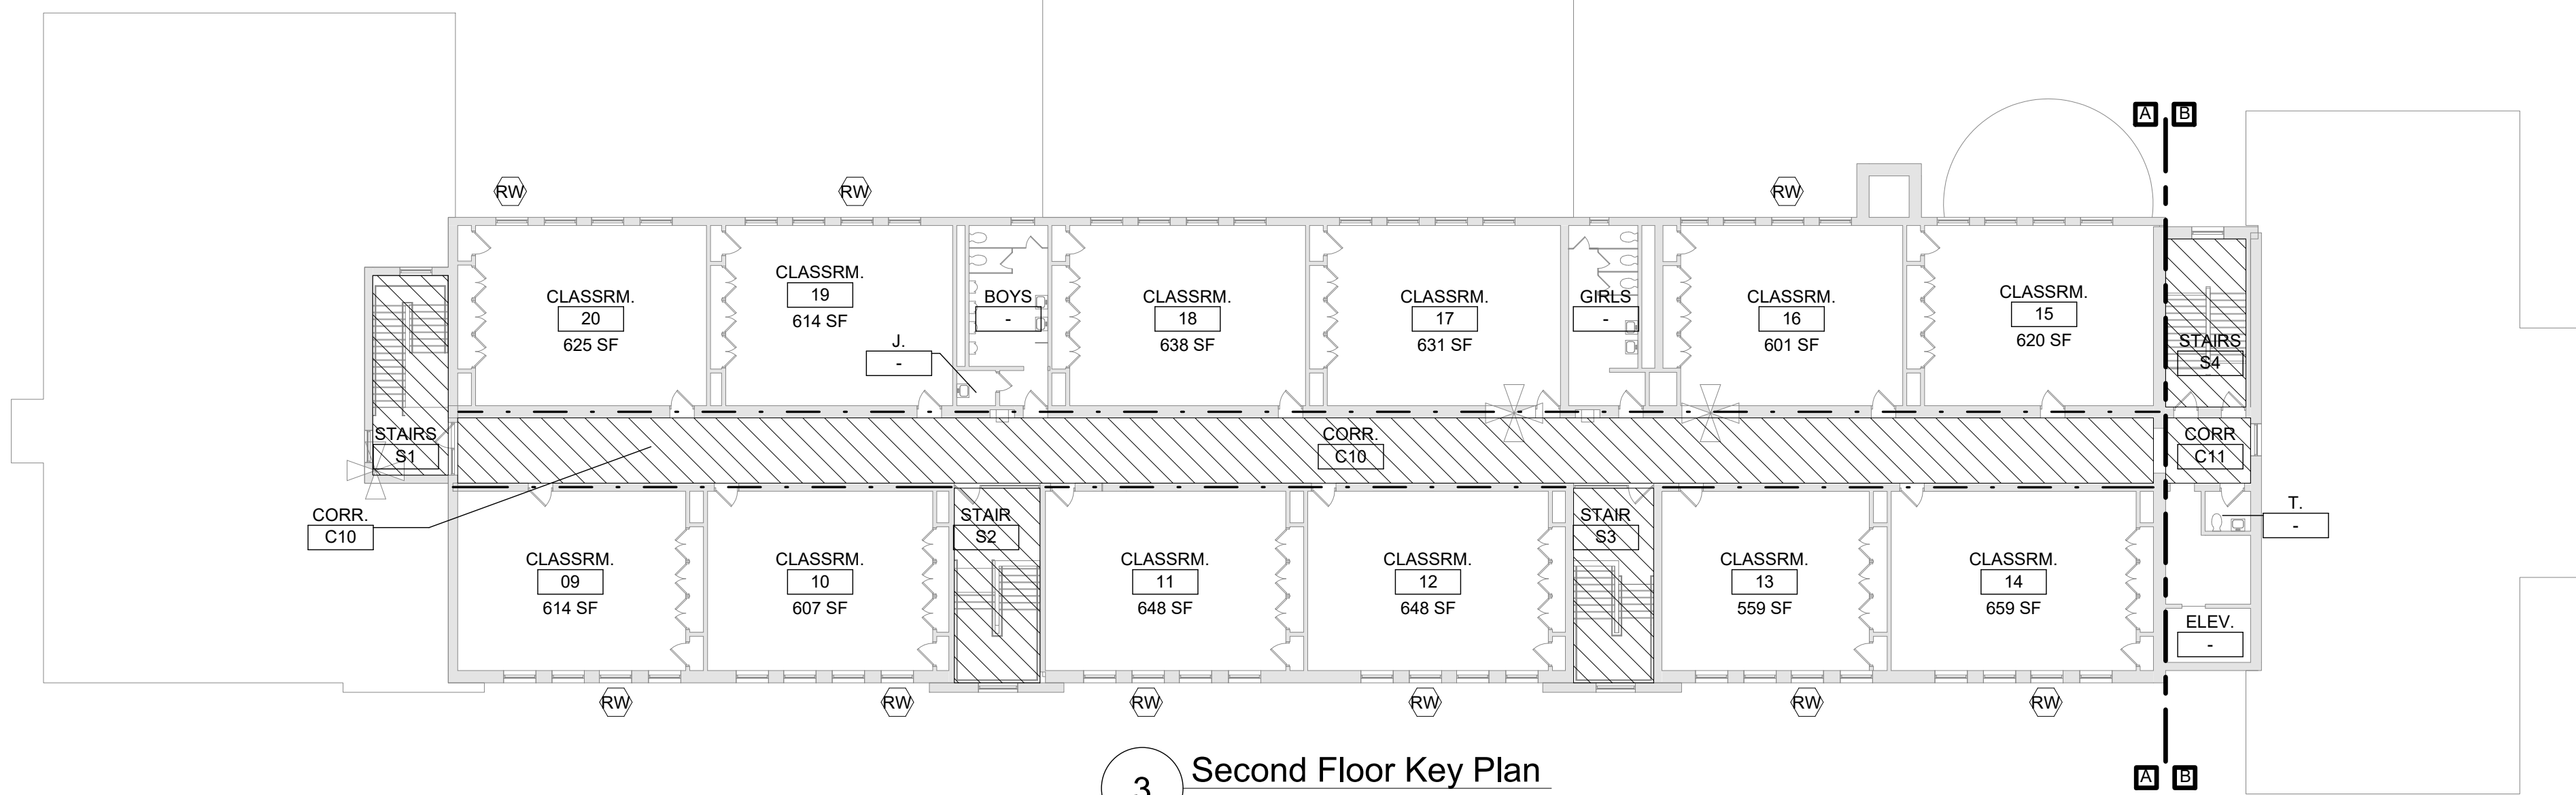 A B
RW
RW
RW
CLASSRM.
20
625 SF
CLASSRM.
19
614 SF
J.
-
BOYS
-
CLASSRM.
18
638 SF
CLASSRM.
17
631 SF
GIRLS
-
CLASSRM.
16
601 SF
CLASSRM.
15
620 SF
STAIRS
S4
STAIRS
S1
CORR.
C10
CORR
C11
CORR.
C10
CLASSRM.
09
614 SF
CLASSRM.
10
607 SF
STAIR
S2
CLASSRM.
11
648 SF
CLASSRM.
12
648 SF
STAIR
S3
CLASSRM.
13
559 SF
CLASSRM.
14
659 SF
T.
-
ELEV.
-
RW
RW
RW
RW
RW
RW
3
Second Floor Key Plan
A B